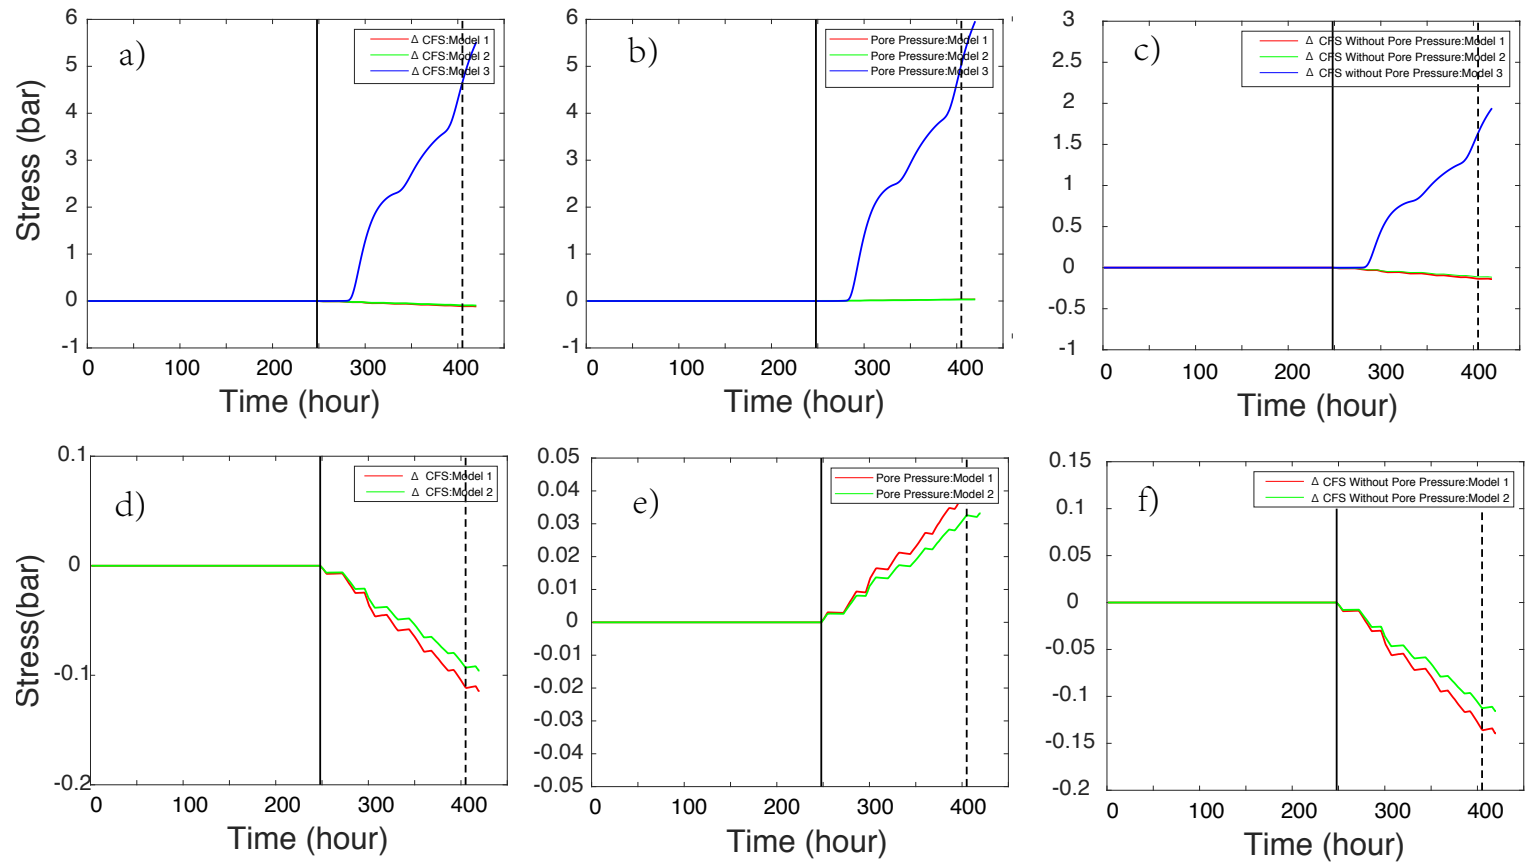 a)
Δ CFS:Model 1
Δ CFS:Model 2
Δ CFS:Model 3
6
5
4
3
2
1
0
-1
0 100 200 300 400
Stress (bar)
Time (hour)
b)
Pore Pressure:Model 1
Pore Pressure:Model 2
Pore Pressure:Model 3
6
5
4
3
2
1
0
-1
0 100 200 300 400
Time (hour)
c)
Δ CFS Without Pore Pressure:Model 1
Δ CFS Without Pore Pressure:Model 2
Δ CFS without Pore Pressure:Model 3
3
2.5
2
1.5
1
0.5
0
-0.5
-1
0 100 200 300 400
Time (hour)
d)
Δ CFS:Model 1
Δ CFS:Model 2
0.1
0
-0.1
-0.2
0 100 200 300 400
Stress(bar)
Time (hour)
e)
Pore Pressure:Model 1
Pore Pressure:Model 2
0.05
0.04
0.03
0.02
0.01
0
-0.01
-0.02
-0.03
-0.04
-0.05
0 100 200 300 400
Time (hour)
f)
Δ CFS Without Pore Pressure:Model 1
Δ CFS Without Pore Pressure:Model 2
0.15
0.1
0.05
0
-0.05
-0.1
-0.15
-0.2
0 100 200 300 400
Time (hour)